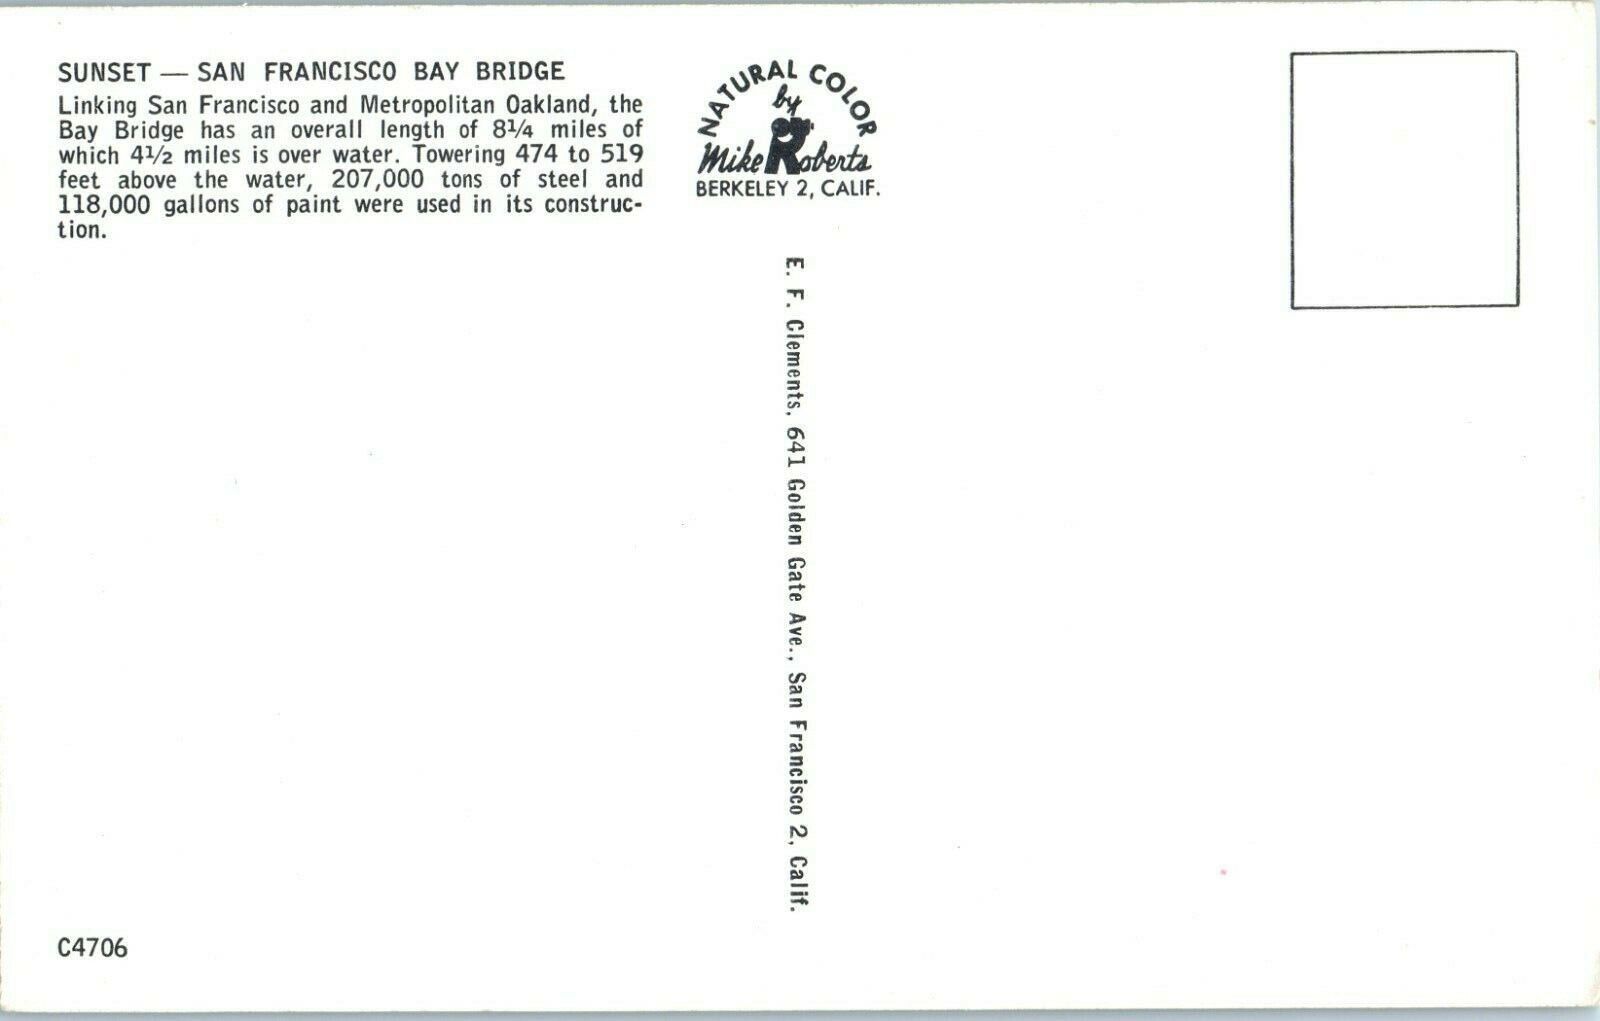 SUNSET — SAN FRANCISCO BAY BRIDGE
Linking San Francisco and Metropolitan Oakland, the
Bay Bridge has an overall length of 8¼ miles of
which 4½ miles is over water. Towering 474 to 519
feet above the water, 207,000 tons of steel and
118,000 gallons of paint were used in its construc-
tion.
NATURAL COLOR
by
Mike Roberts
BERKELEY 2, CALIF.
E. F. Clements, 641 Golden Gate Ave., San Francisco 2, Calif.
C4706